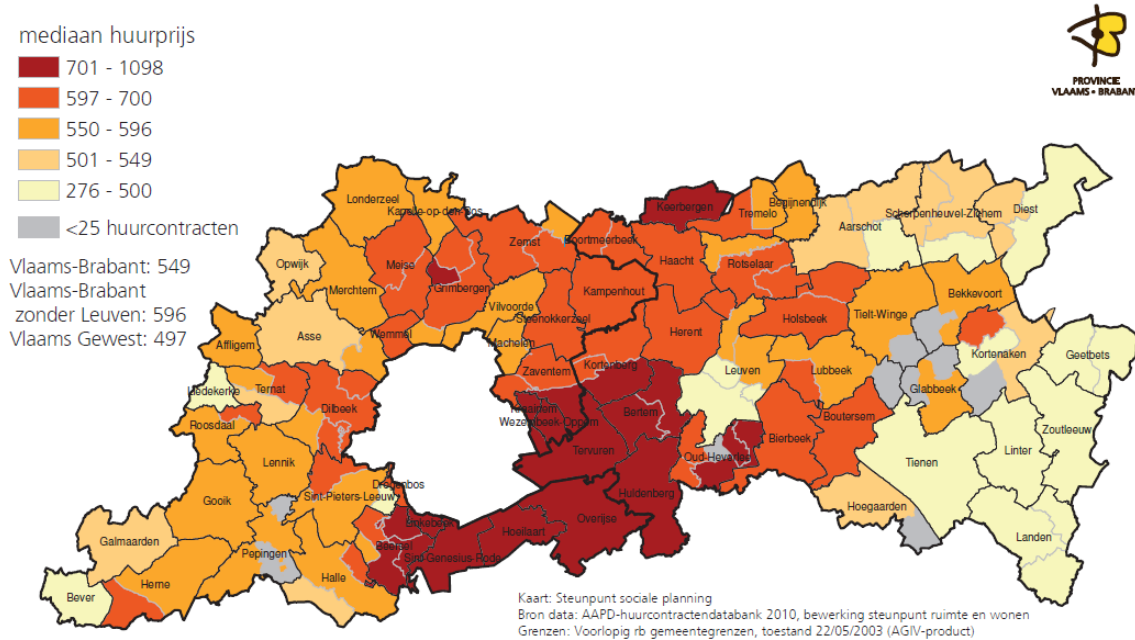 mediaan huurprijs
701 - 1098
597 - 700
550 - 596
501 - 549
276 - 500
<25 huurcontracten
Vlaams-Brabant: 549
Vlaams-Brabant
zonder Leuven: 596
Vlaams Gewest: 497
PROVINCIE
VLAAMS • BRABANT
Londerzeel
Kapelle-op-den-Bos
Keerbergen
Tremelo
Begijnendijk
Scherpenheuvel-Zichem
Diest
Aarschot
Zemst
Boortmeerbeek
Opwijk
Meise
Haacht
Rotselaar
Merchtem
Grimbergen
Kampenhout
Bekkevoort
Vilvoorde
Steenokkerzeel
Holsbeek
Tielt-Winge
Affligem
Asse
Wemmel
Herent
Machelen
Kortenaken
Geetbets
Zaventem
Kortenberg
Leuven
Lubbeek
Liedekerke
Ternat
Glabbeek
Dilbeek
Kraainem
Bertem
Boutersem
Zoutleeuw
Roosdaal
Wezembeek-Oppem
Bierbeek
Lennik
Tervuren
Oud-Heverlee
Tienen
Linter
Gooik
Sint-Pieters-Leeuw
Drogenbos
Huldenberg
Hoegaarden
Overijse
Linkebeek
Hoeilaart
Landen
Galmaarden
Beersel
Sint-Genesius-Rode
Pepingen
Halle
Herne
Bever
Kaart: Steunpunt sociale planning
Bron data: AAPD-huurcontractendatabank 2010, bewerking steunpunt ruimte en wonen
Grenzen: Voorlopig rb gemeentegrenzen, toestand 22/05/2003 (AGIV-product)